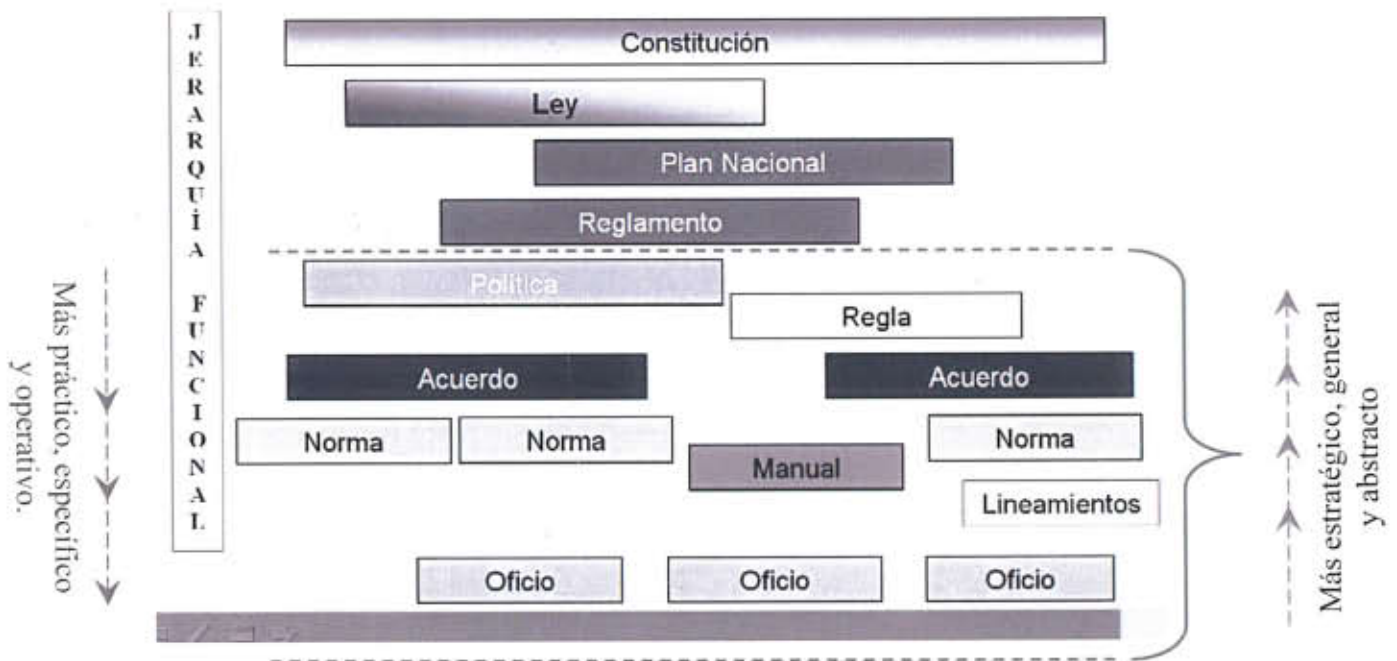 JERARQUÍA FUNCIONAL
Constitución
Ley
Plan Nacional
Reglamento
Política
Regla
Acuerdo
Acuerdo
Norma
Norma
Norma
Manual
Lineamientos
Oficio
Oficio
Oficio
Más práctico, específico
y operativo.
Más estratégico, general
y abstracto